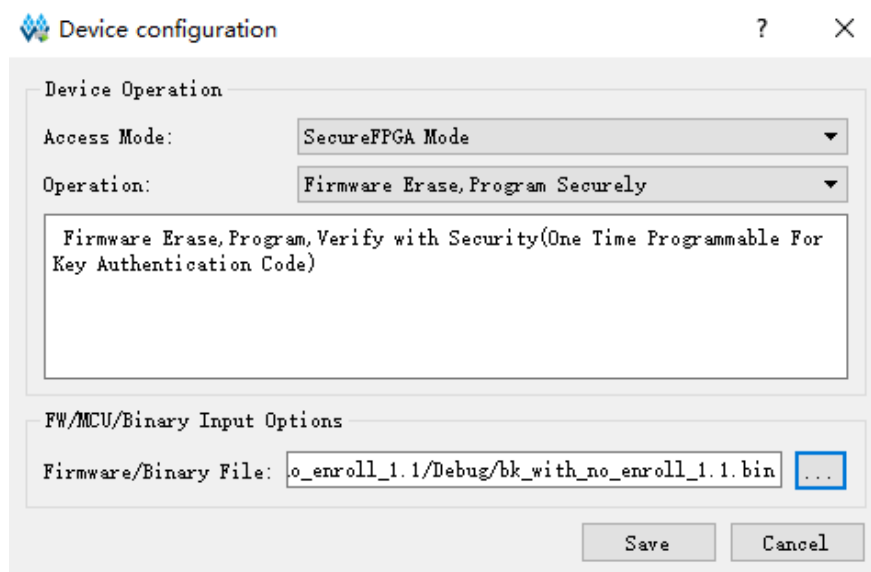 Device configuration
?
Device Operation
Access Mode:
SecureFPGA Mode
Operation:
Firmware Erase,Program Securely
Firmware Erase,Program,Verify with Security(One Time Programmable For
Key Authentication Code)
FW/MCU/Binary Input Options
Firmware/Binary File:
.o_enroll_1.1/Debug/bk_with_no_enroll_1.1.bin
...
Save
Cancel